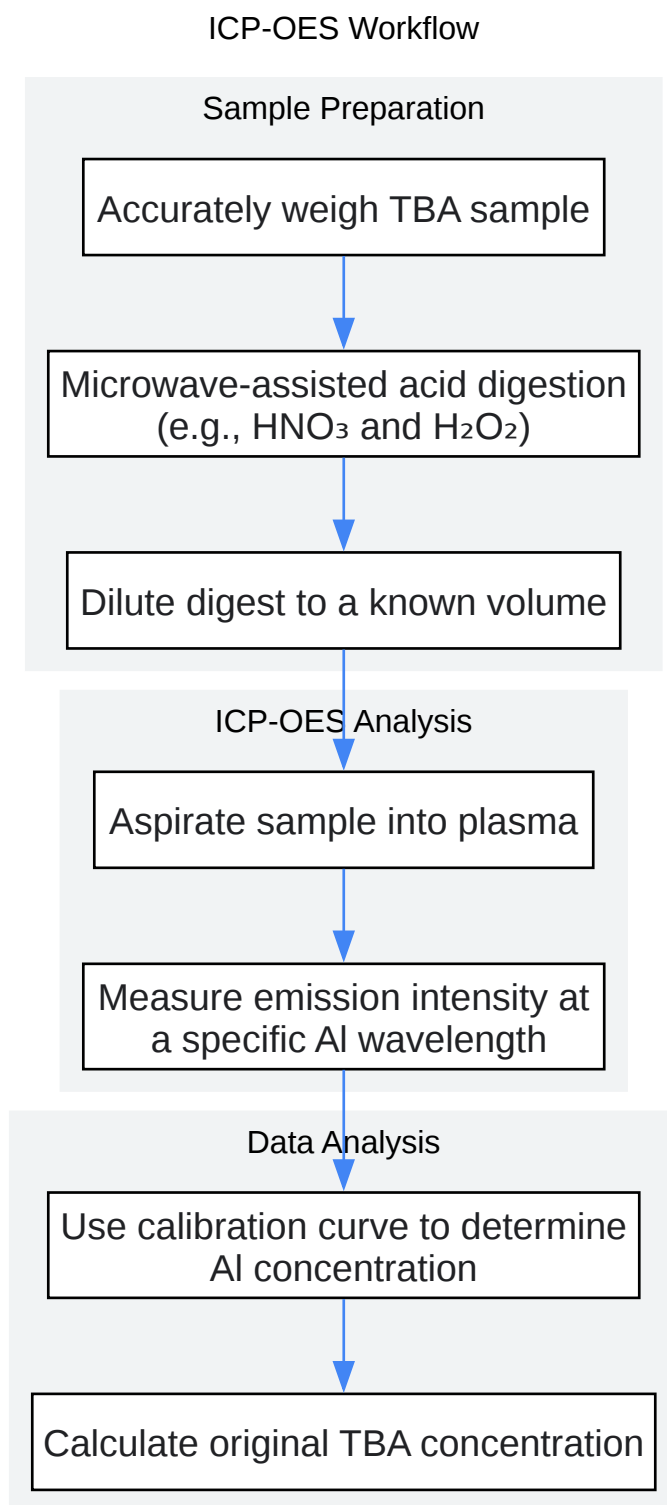 ICP-OES Workflow
Sample Preparation
Accurately weigh TBA sample
Microwave-assisted acid digestion
(e.g., HNO₃ and H₂O₂)
Dilute digest to a known volume
ICP-OES Analysis
Aspirate sample into plasma
Measure emission intensity at
a specific Al wavelength
Data Analysis
Use calibration curve to determine
Al concentration
Calculate original TBA concentration